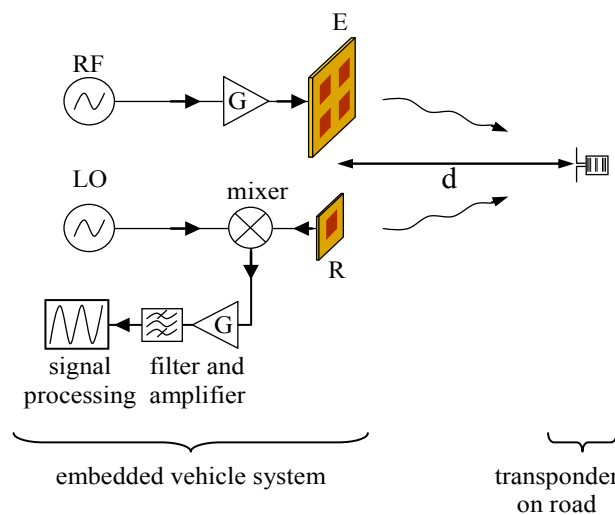 E
RF
G
d
LO
mixer
R
G
signal
processing
filter and
amplifier
embedded vehicle system
transponder
on road